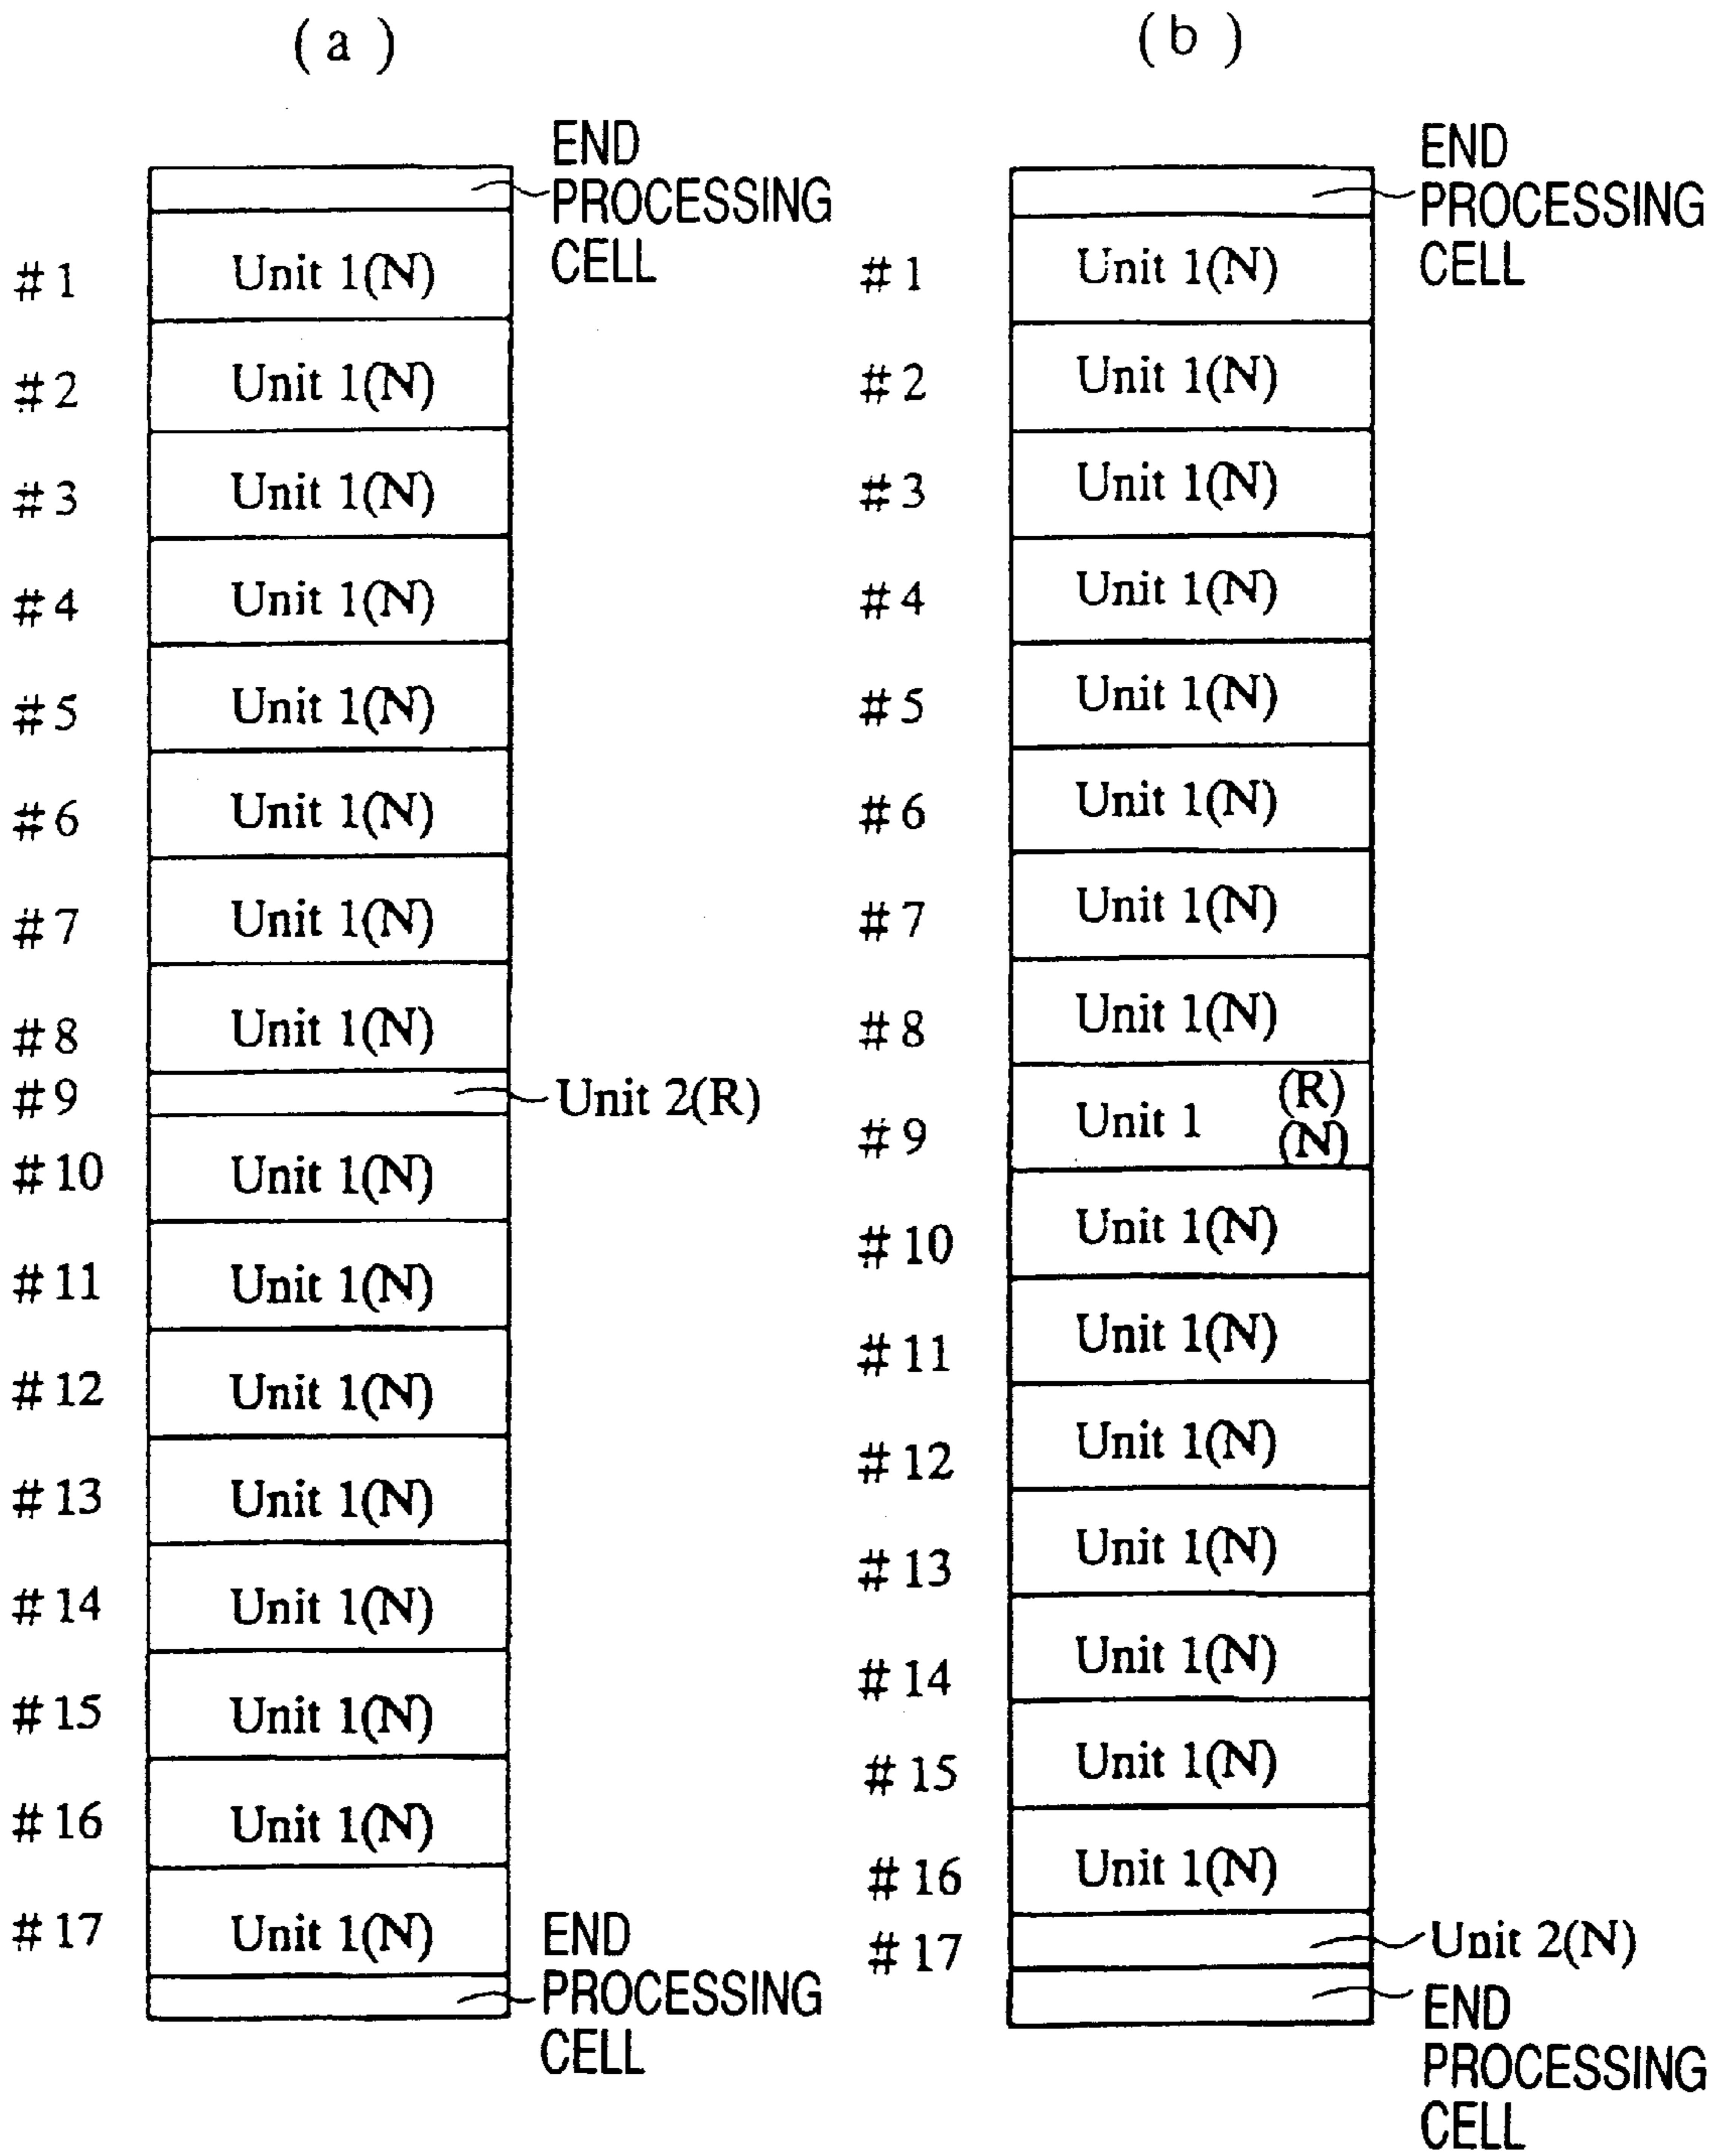 ( a )
END
PROCESSING
CELL
#1 Unit 1(N)
#2 Unit 1(N)
#3 Unit 1(N)
#4 Unit 1(N)
#5 Unit 1(N)
#6 Unit 1(N)
#7 Unit 1(N)
#8 Unit 1(N)
#9 Unit 2(R)
#10 Unit 1(N)
#11 Unit 1(N)
#12 Unit 1(N)
#13 Unit 1(N)
#14 Unit 1(N)
#15 Unit 1(N)
#16 Unit 1(N)
#17 Unit 1(N)
END
PROCESSING
CELL
( b )
END
PROCESSING
CELL
#1 Unit 1(N)
#2 Unit 1(N)
#3 Unit 1(N)
#4 Unit 1(N)
#5 Unit 1(N)
#6 Unit 1(N)
#7 Unit 1(N)
#8 Unit 1(N)
#9 Unit 1 (R)
(N)
#10 Unit 1(N)
#11 Unit 1(N)
#12 Unit 1(N)
#13 Unit 1(N)
#14 Unit 1(N)
#15 Unit 1(N)
#16 Unit 1(N)
#17 Unit 2(N)
END
PROCESSING
CELL